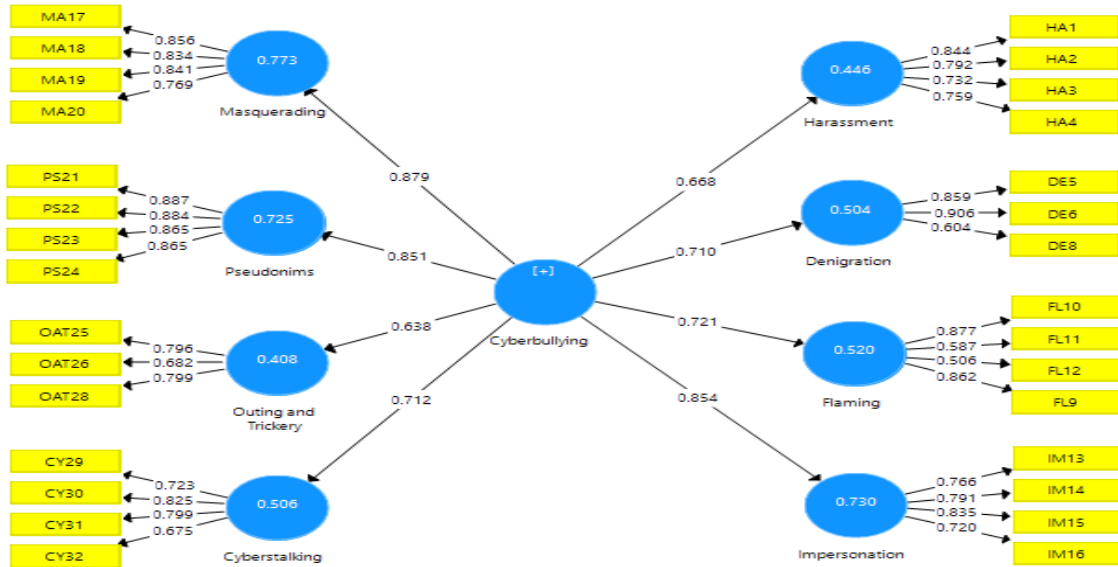 MA17
MA18
MA19
MA20
0.856
0.834
0.841
0.769
0.773
Masquerading
PS21
PS22
PS23
PS24
0.887
0.884
0.865
0.865
0.725
Pseudonims
OAT25
OAT26
OAT28
0.796
0.682
0.799
0.408
Outing and
Trickery
CY29
CY30
CY31
CY32
0.723
0.825
0.799
0.675
0.506
Cyberstalking
0.879
0.851
0.638
0.712
[+]
Cyberbullying
0.668
0.710
0.721
0.854
0.446
Harassment
0.844
0.792
0.732
0.759
HA1
HA2
HA3
HA4
0.504
Denigration
0.859
0.906
0.604
DE5
DE6
DE8
0.520
Flaming
0.877
0.587
0.506
0.862
FL10
FL11
FL12
FL9
0.730
Impersonation
0.766
0.791
0.835
0.720
IM13
IM14
IM15
IM16